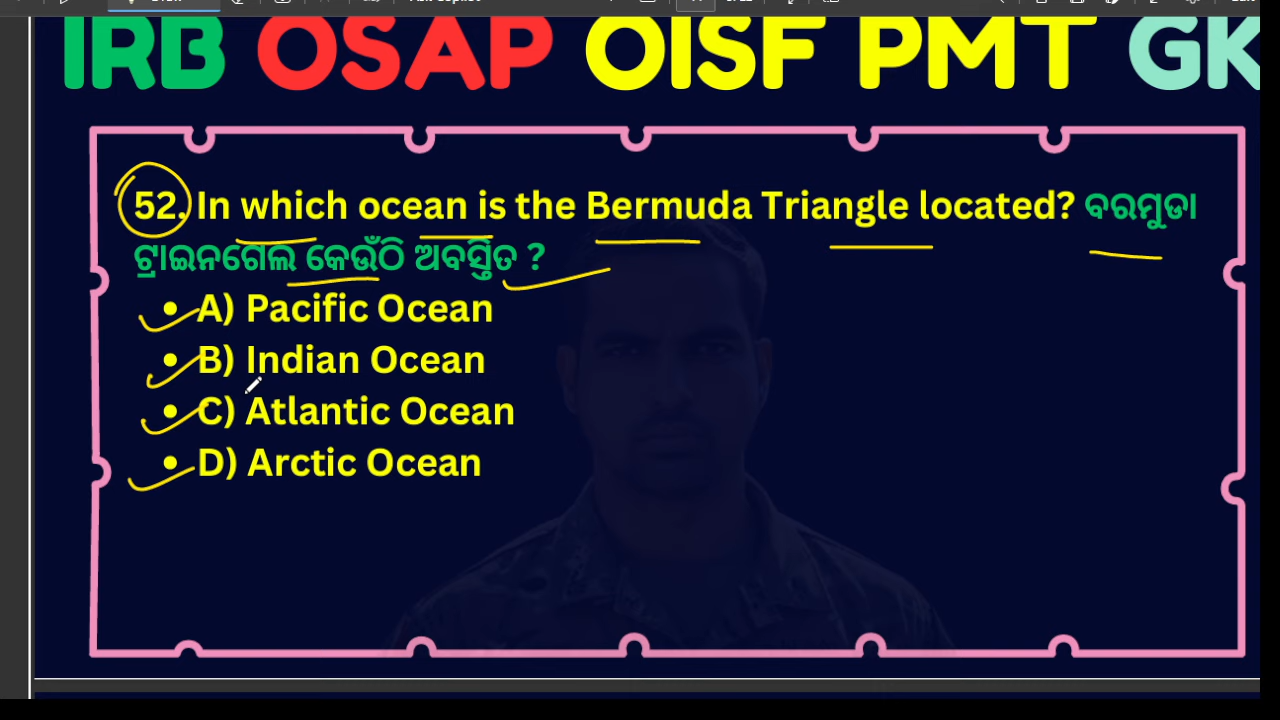 IRB OSAP OISF PMT GK
52. In which ocean is the Bermuda Triangle located? ବରମୁଡା
ଟ୍ରାଇନଗେଲ କେଉଁଠି ଅବସ୍ତିତ ?
• A) Pacific Ocean
• B) Indian Ocean
• C) Atlantic Ocean
• D) Arctic Ocean